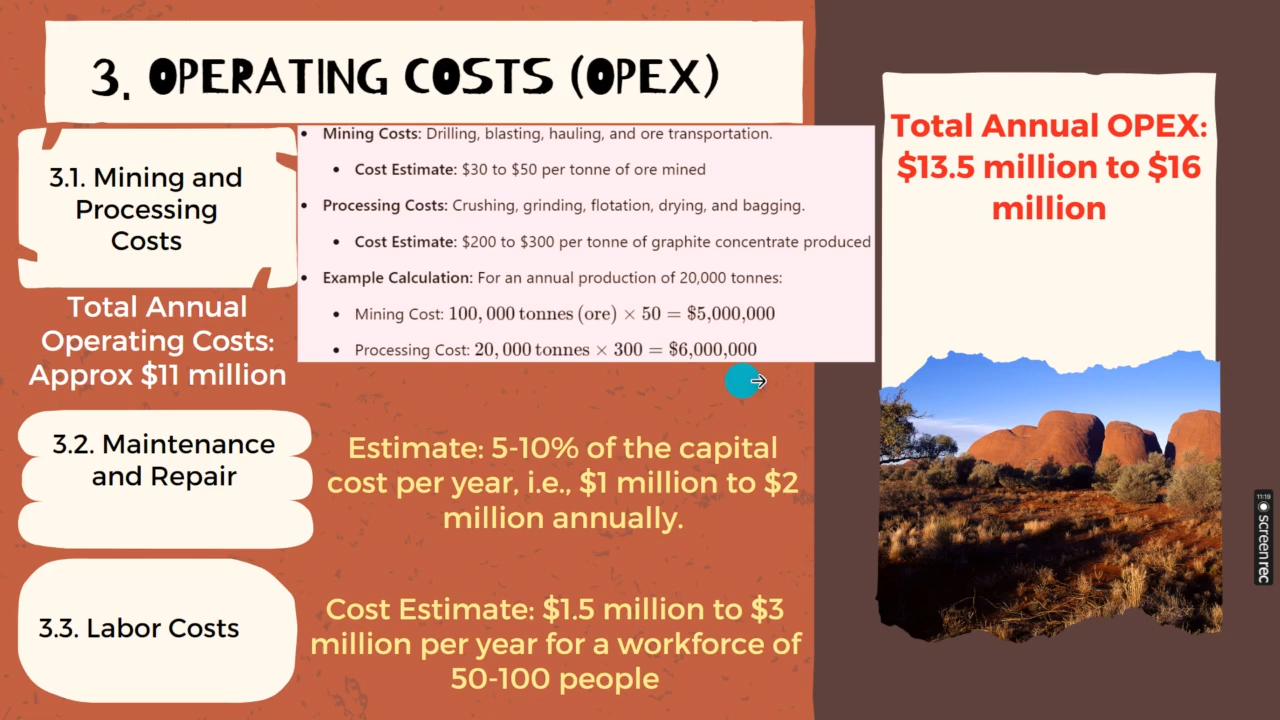 3. OPERATING COSTS (OPEX)
3.1. Mining and
Processing
Costs
• Mining Costs: Drilling, blasting, hauling, and ore transportation.
• Cost Estimate: $30 to $50 per tonne of ore mined
• Processing Costs: Crushing, grinding, flotation, drying, and bagging.
• Cost Estimate: $200 to $300 per tonne of graphite concentrate produced
• Example Calculation: For an annual production of 20,000 tonnes:
• Mining Cost: 100,000 tonnes (ore) × 50 = $5,000,000
• Processing Cost: 20,000 tonnes × 300 = $6,000,000
Total Annual
Operating Costs:
Approx $11 million
3.2. Maintenance
and Repair
Estimate: 5-10% of the capital
cost per year, i.e., $1 million to $2
million annually.
3.3. Labor Costs
Cost Estimate: $1.5 million to $3
million per year for a workforce of
50-100 people
Total Annual OPEX:
$13.5 million to $16
million
11:19
screenrec